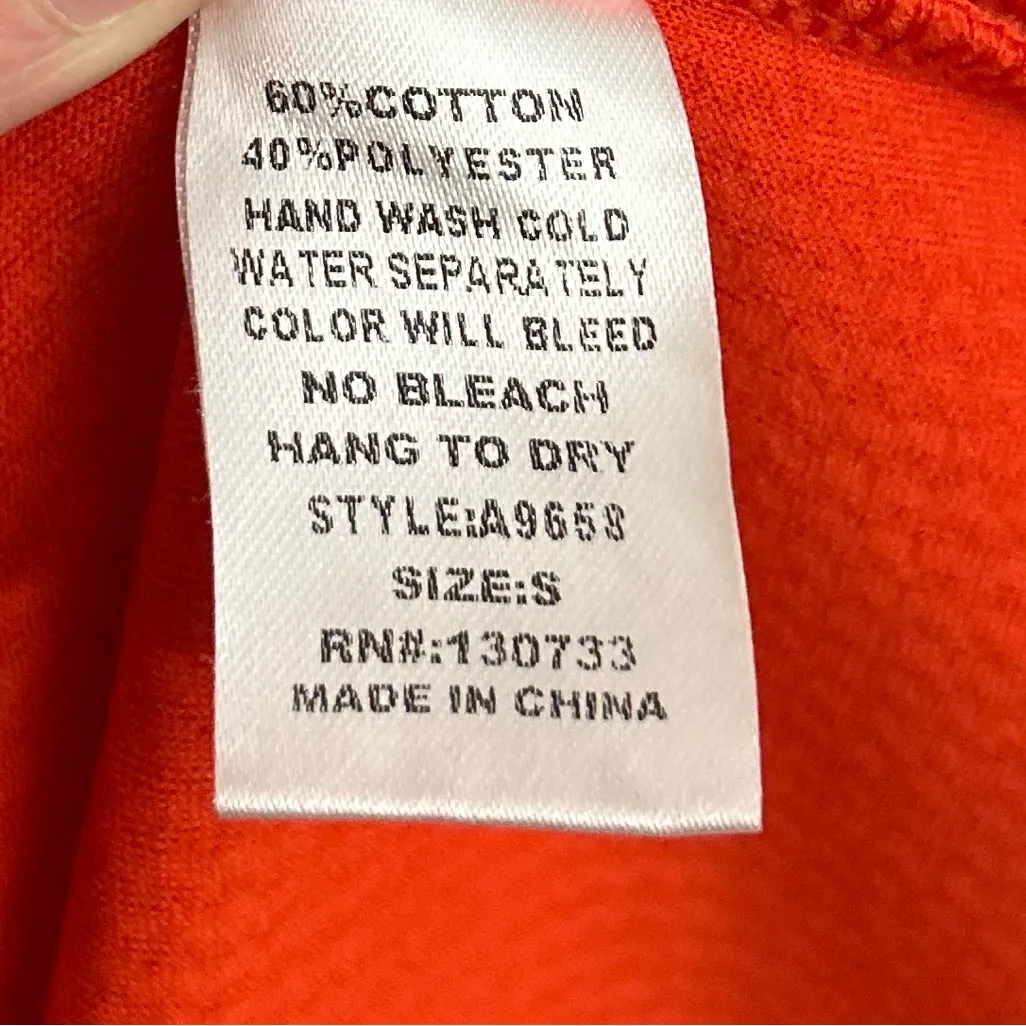 60%COTTON
40%POLYESTER
HAND WASH COLD
WATER SEPARATELY
COLOR WILL BLEED
NO BLEACH
HANG TO DRY
STYLE:A9658
SIZE:S
RN#:130733
MADE IN CHINA